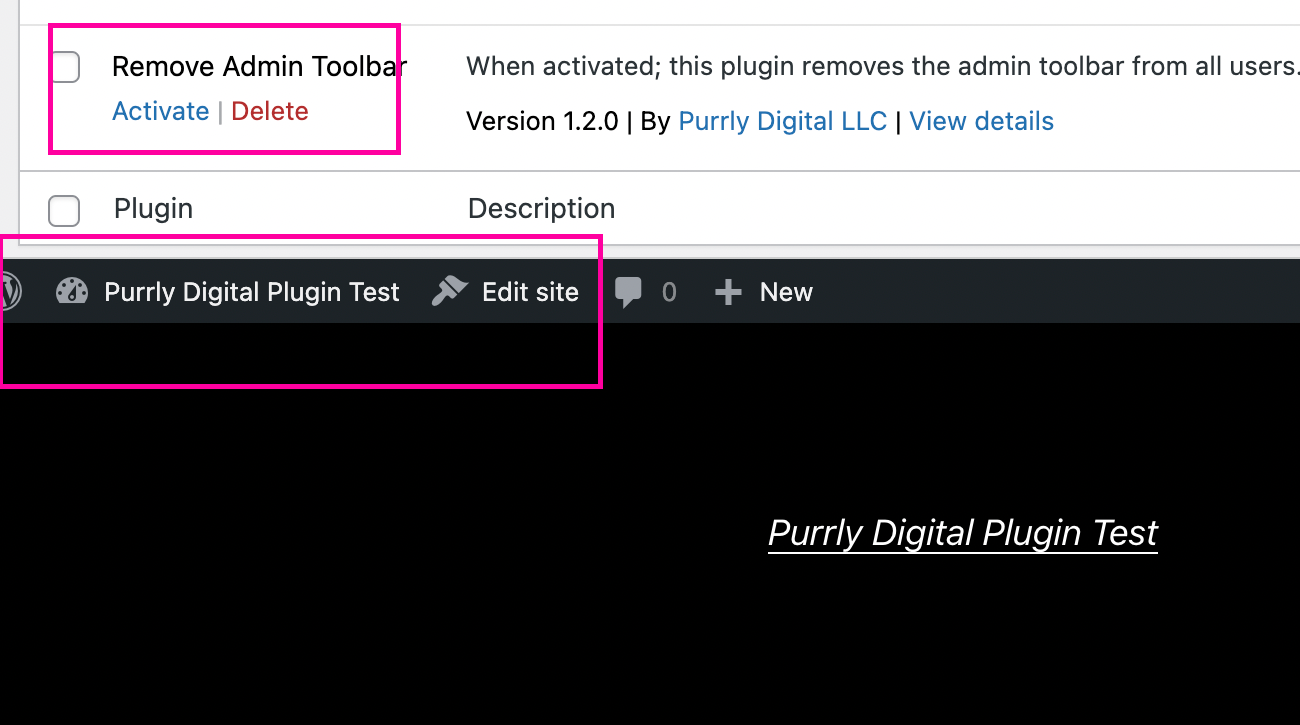 Remove Admin Toolbar
When activated; this plugin removes the admin toolbar from all users.
Activate | Delete
Version 1.2.0 | By Purrly Digital LLC | View details
Plugin Description
Purrly Digital Plugin Test Edit site 0 New
Purrly Digital Plugin Test